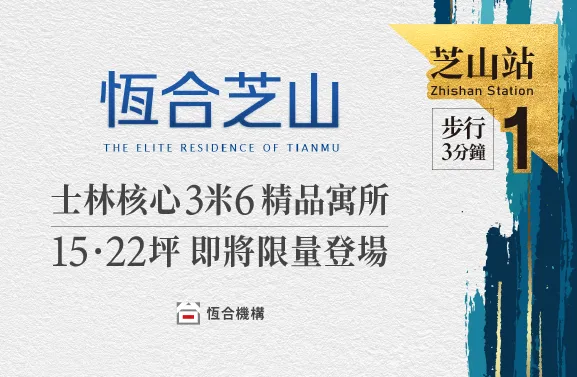 恆合芝山
THE ELITE RESIDENCE OF TIANMU
士林核心3米6精品寓所
15·22坪 即將限量登場
恆合機構
芝山站
Zhishan Station
步行
3分鐘
1